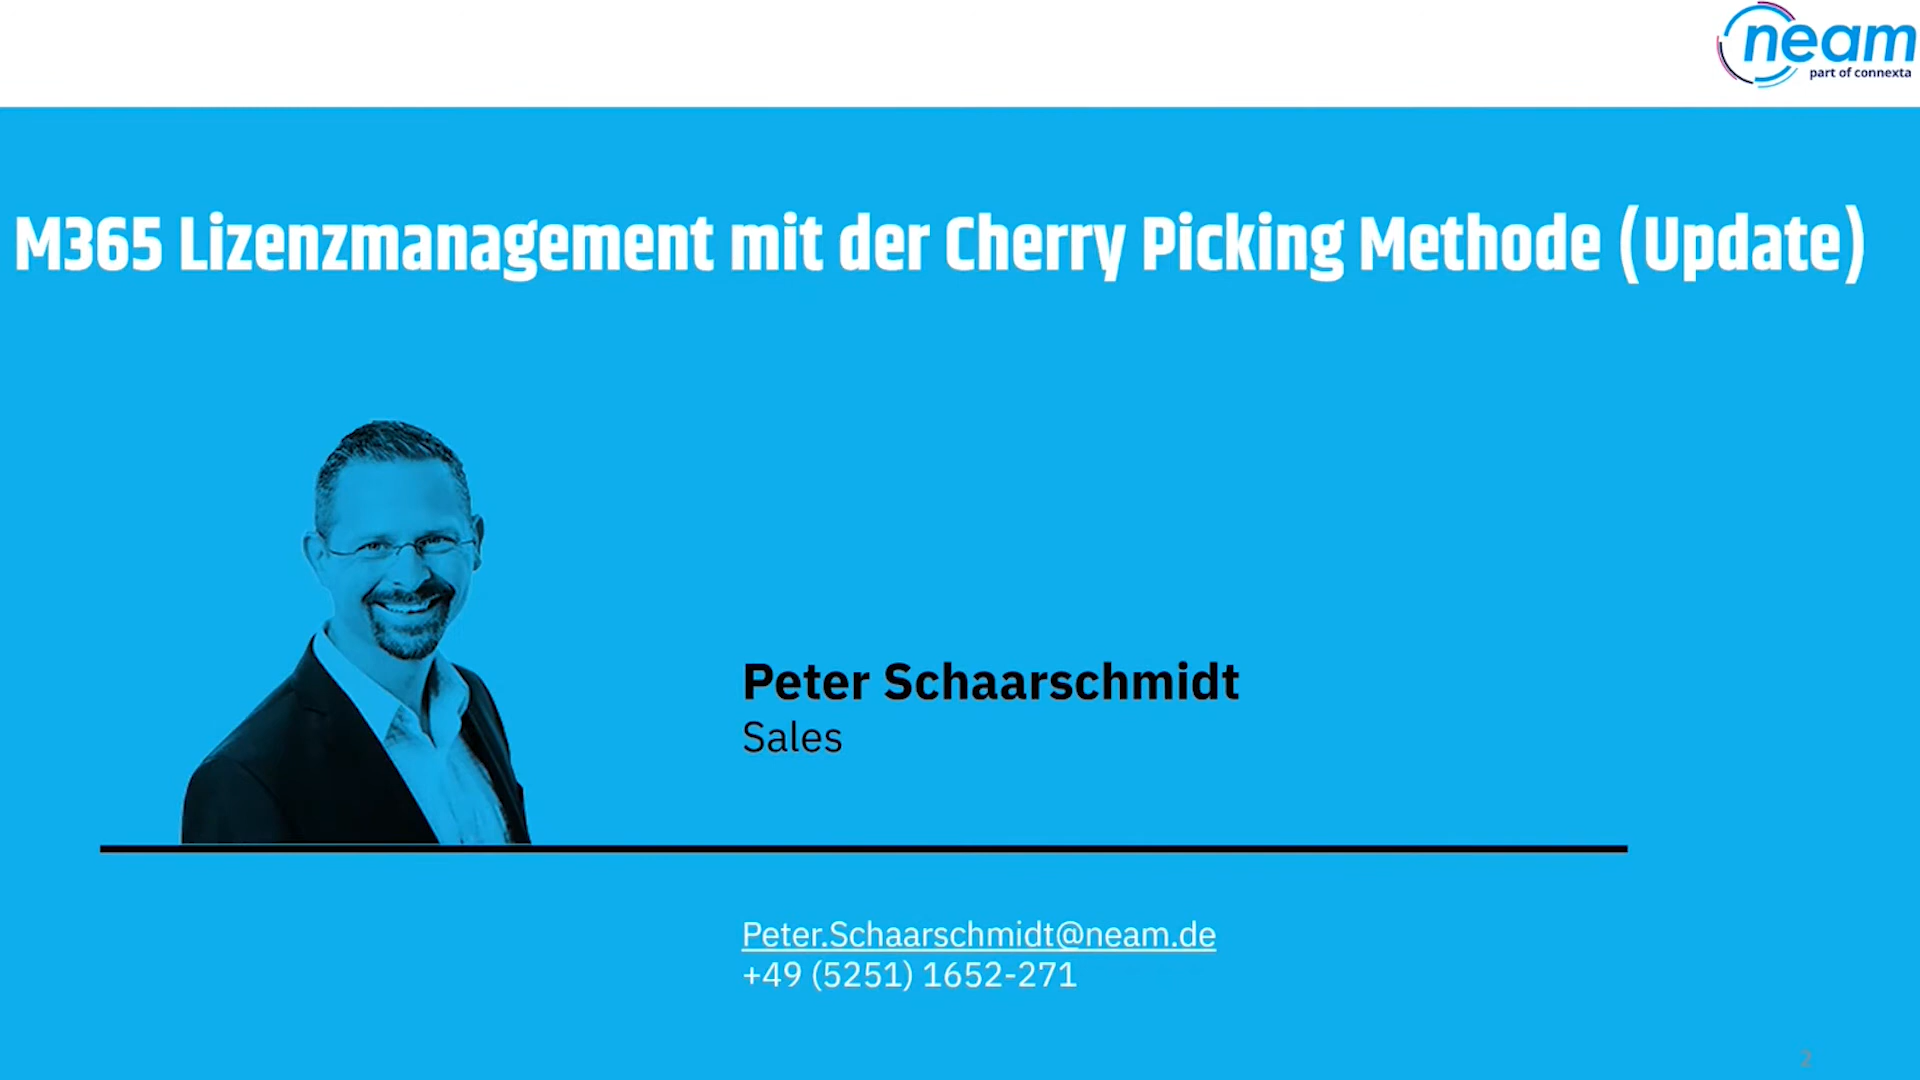 neam
part of connexta
M365 Lizenzmanagement mit der Cherry Picking Methode (Update)
Peter Schaarschmidt
Sales
Peter.Schaarschmidt@neam.de
+49 (5251) 1652-271
2